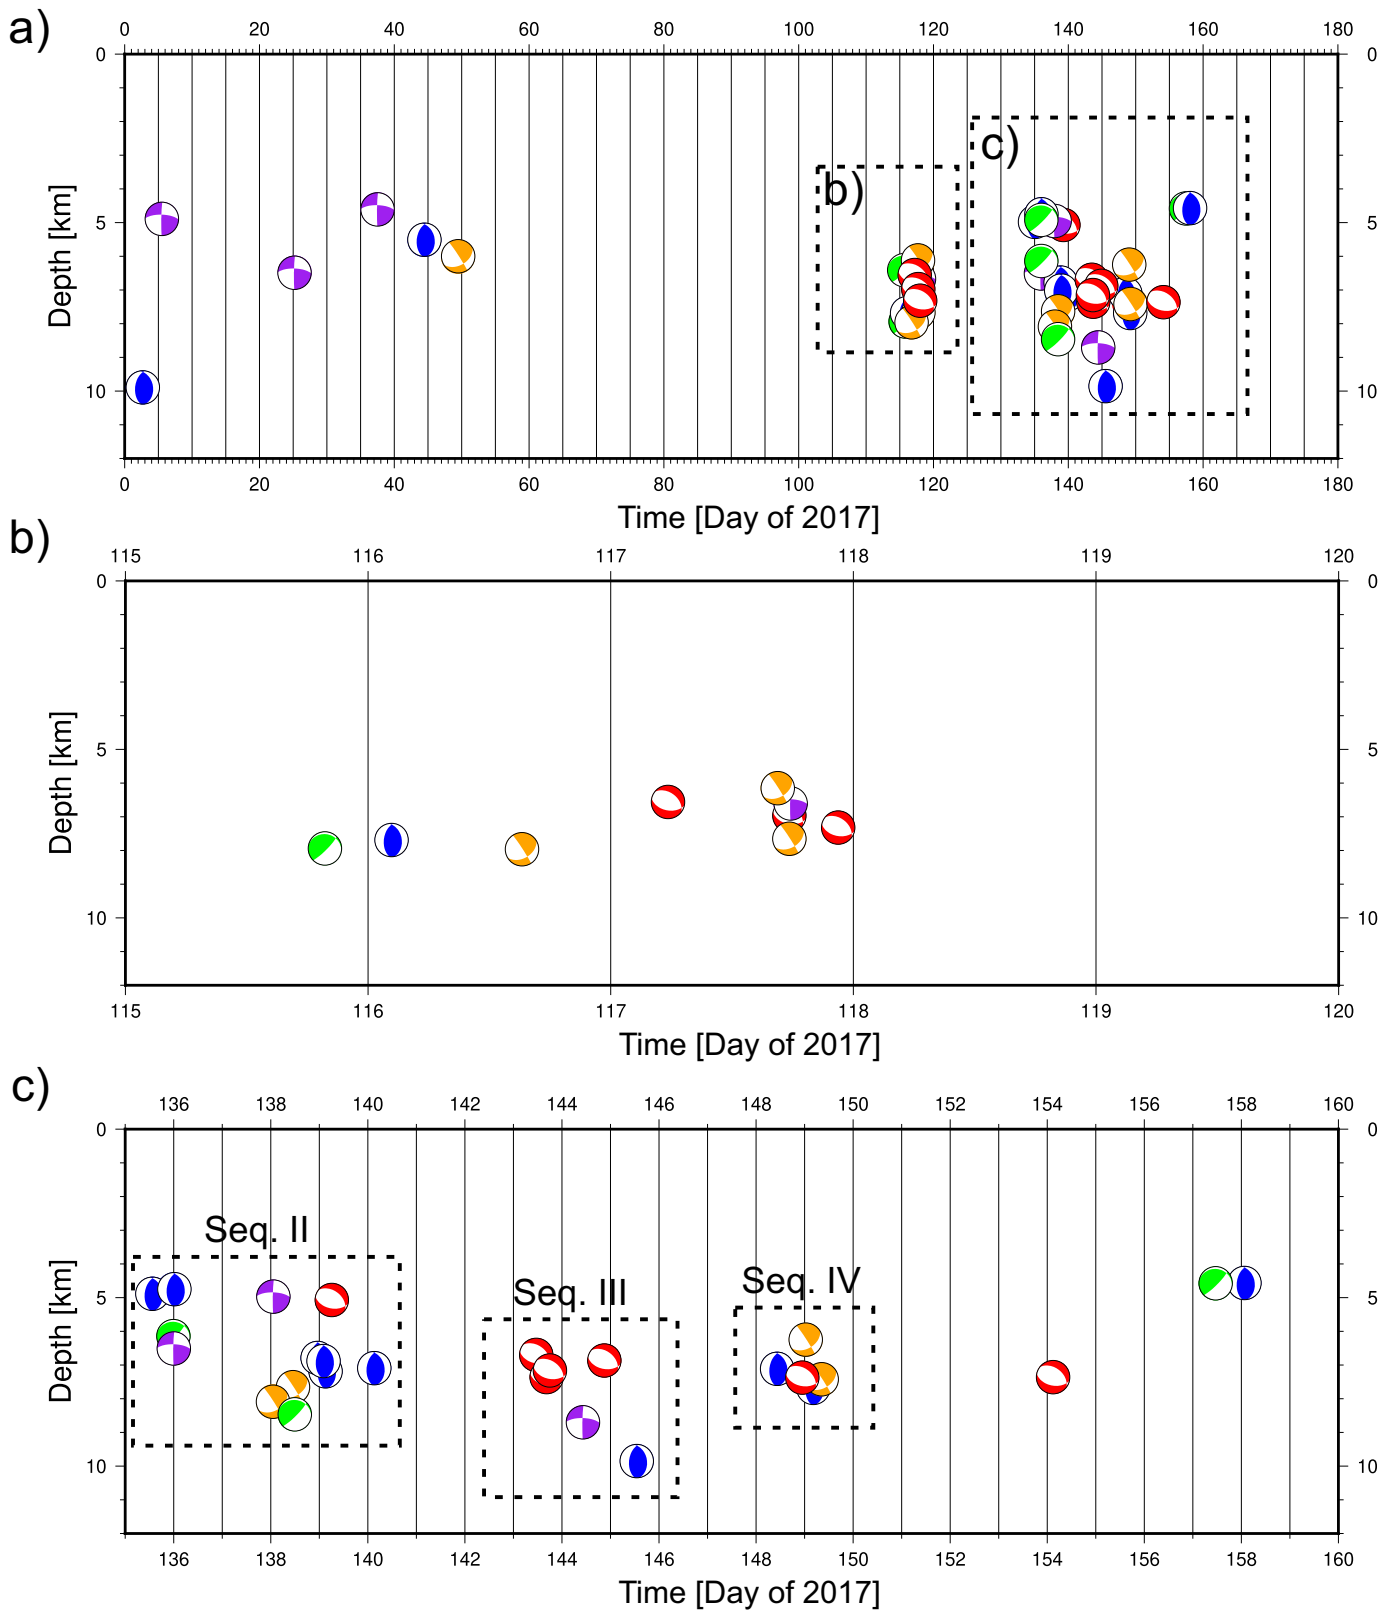 a)
0 20 40 60 80 100 120 140 160 180
0 0
c)
b)
5 5
Depth [km]
10 10
0 20 40 60 80 100 120 140 160 180
Time [Day of 2017]
b)
115 116 117 118 119 120
0 0
5 5
Depth [km]
10 10
115 116 117 118 119 120
Time [Day of 2017]
c)
136 138 140 142 144 146 148 150 152 154 156 158 160
0 0
Seq. II
Seq. III Seq. IV
5 5
Depth [km]
10 10
136 138 140 142 144 146 148 150 152 154 156 158 160
Time [Day of 2017]